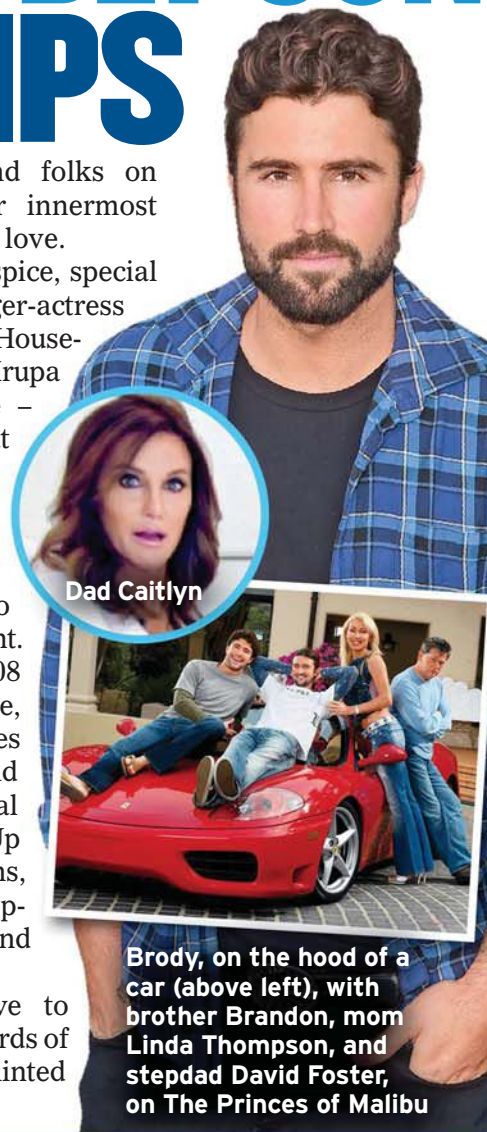 IPS
nd folks on
r innermost
love.
spice, special
ger-actress
House-
rupa
–
t
o
nt.
08
e,
es
nd
al
Up
ns,
p-
nd
ve to
rds of
inted
Dad Caitlyn
Brody, on the hood of a
car (above left), with
brother Brandon, mom
Linda Thompson, and
stepdad David Foster,
on The Princes of Malibu